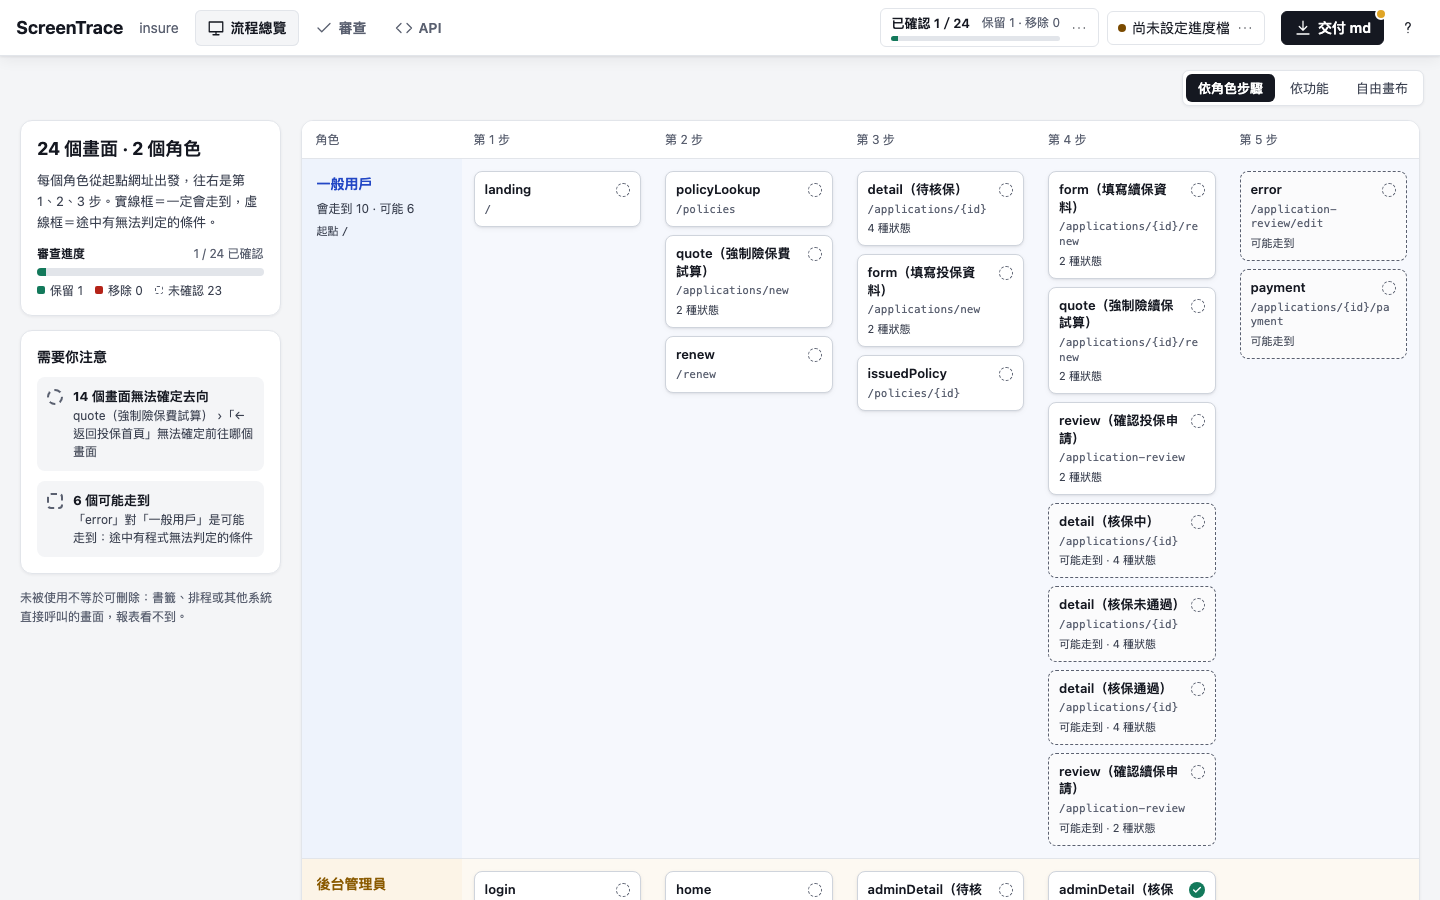 ScreenTrace insure 流程總覽 審查 API 已確認 1 / 24 保留 1 · 移除 0 ··· 尚未設定進度檔 ··· 交付 md ?
依角色步驟 依功能 自由畫布
24 個畫面 · 2 個角色
每個角色從起點網址出發，往右是第
1、2、3 步。實線框＝一定會走到，虛
線框＝途中有無法判定的條件。
審查進度 1 / 24 已確認
保留 1 移除 0 未確認 23
需要你注意
14 個畫面無法確定去向
quote（強制險保費試算） ›「←
返回投保首頁」無法確定前往哪個
畫面
6 個可能走到
「error」對「一般用戶」是可能
走到：途中有程式無法判定的條件
未被使用不等於可刪除：書籤、排程或其他系統
直接呼叫的畫面，報表看不到。
角色 第 1 步 第 2 步 第 3 步 第 4 步 第 5 步
一般用戶
會走到 10 · 可能 6
起點 /
landing
/
policyLookup
/policies
quote（強制險保費
試算）
/applications/new
2 種狀態
renew
/renew
detail（待核保）
/applications/{id}
4 種狀態
form（填寫投保資
料）
/applications/new
2 種狀態
issuedPolicy
/policies/{id}
form（填寫續保資
料）
/applications/{id}/re
new
2 種狀態
quote（強制險續保
試算）
/applications/{id}/re
new
2 種狀態
review（確認投保申
請）
/application-review
2 種狀態
detail（核保中）
/applications/{id}
可能走到 · 4 種狀態
detail（核保未通過）
/applications/{id}
可能走到 · 4 種狀態
detail（核保通過）
/applications/{id}
可能走到 · 4 種狀態
review（確認續保申
請）
/application-review
可能走到 · 2 種狀態
error
/application-
review/edit
可能走到
payment
/applications/{id}/pa
yment
可能走到
後台管理員
login
home
adminDetail（待核
adminDetail（核保